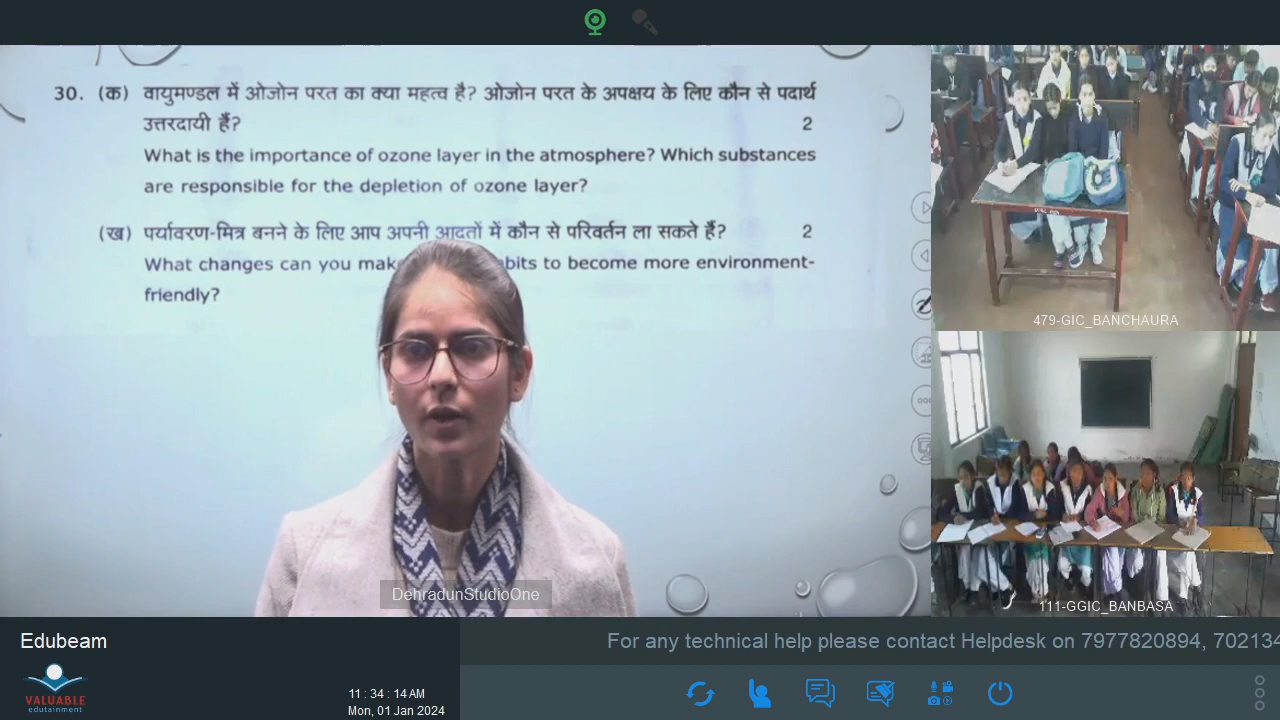 30. (क) वायुमण्डल में ओजोन परत का क्या महत्व है? ओजोन परत के अपक्षय के लिए कौन से पदार्थ
उत्तरदायी हैं? 2
What is the importance of ozone layer in the atmosphere? Which substances
are responsible for the depletion of ozone layer?
(ख) पर्यावरण-मित्र बनने के लिए आप अपनी आदतों में कौन से परिवर्तन ला सकते हैं? 2
What changes can you to become more environment-
friendly?
DehradunStudioOne
479-GIC_BANCHAURA
111-GGIC_BANBASA
Edubeam
VALUABLE
edutainment
11 : 34 : 14 AM
Mon, 01 Jan 2024
For any technical help please contact Helpdesk on 7977820894, 702134